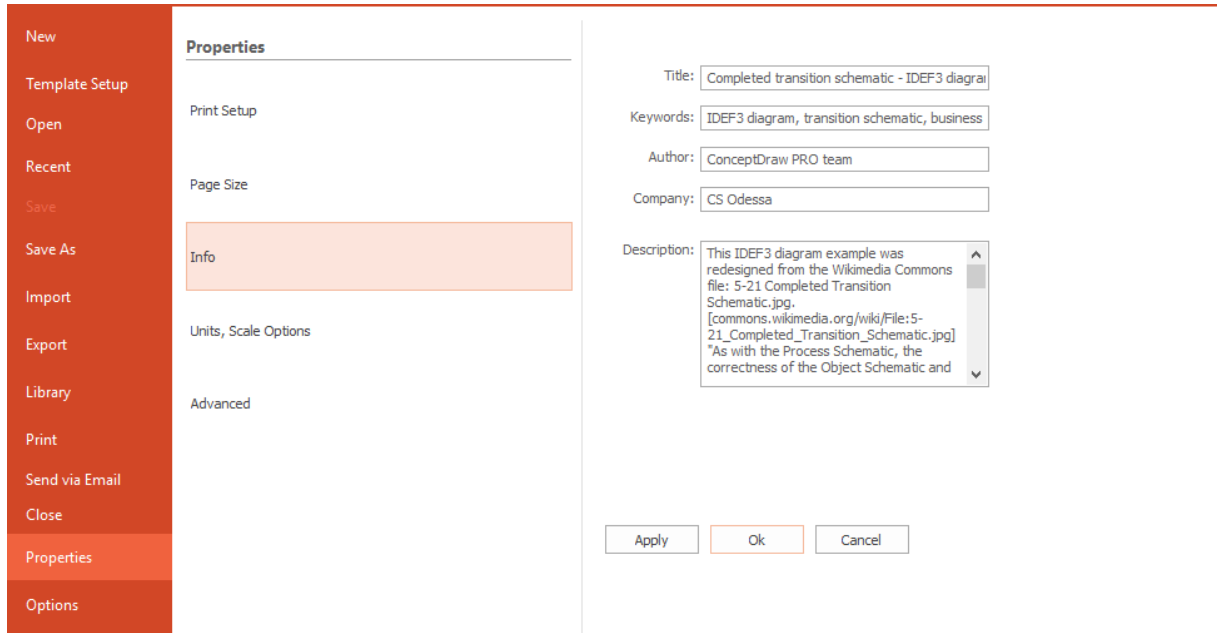 New
Template Setup
Open
Recent
Save
Save As
Import
Export
Library
Print
Send via Email
Close
Properties
Options
Properties
Print Setup
Page Size
Info
Units, Scale Options
Advanced
Title: Completed transition schematic - IDEF3 diagra
Keywords: IDEF3 diagram, transition schematic, business
Author: ConceptDraw PRO team
Company: CS Odessa
Description: This IDEF3 diagram example was
redesigned from the Wikimedia Commons
file: 5-21 Completed Transition
Schematic.jpg.
[commons.wikimedia.org/wiki/File:5-
21_Completed_Transition_Schematic.jpg]
"As with the Process Schematic, the
correctness of the Object Schematic and
Apply Ok Cancel